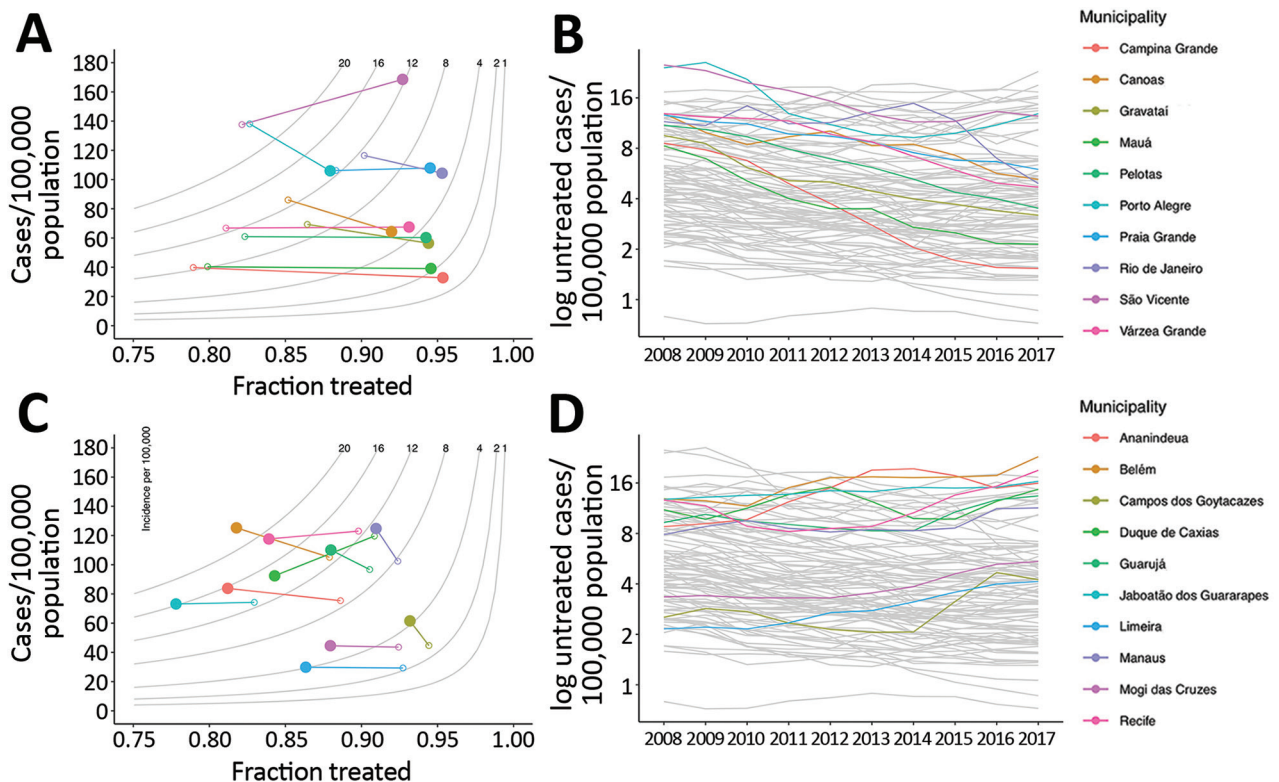 A
Cases/100,000
population
180
160
140
120
100
80
60
40
20
0
20 16 12 8 4 2 1
0.75 0.80 0.85 0.90 0.95 1.00
Fraction treated
B
log untreated cases/
100,000 population
16
8
4
2
1
2008 2009 2010 2011 2012 2013 2014 2015 2016 2017
Municipality
Campina Grande
Canoas
Gravataí
Mauá
Pelotas
Porto Alegre
Praia Grande
Rio de Janeiro
São Vicente
Várzea Grande
C
Cases/100,000
population
180
160
140
120
100
80
60
40
20
0
Incidence per 100,000
20 16 12 8 4 2 1
0.75 0.80 0.85 0.90 0.95 1.00
Fraction treated
D
log untreated cases/
100,000 population
16
8
4
2
1
2008 2009 2010 2011 2012 2013 2014 2015 2016 2017
Municipality
Ananindeua
Belém
Campos dos Goytacazes
Duque de Caxias
Guarujá
Jaboatão dos Guararapes
Limeira
Manaus
Mogi das Cruzes
Recife